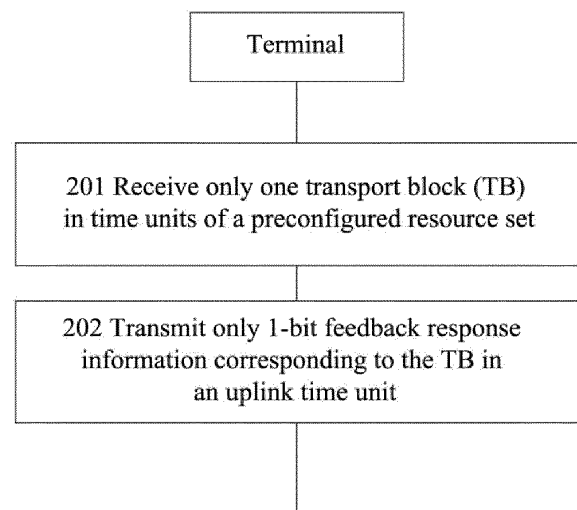 Terminal
201 Receive only one transport block (TB)
in time units of a preconfigured resource set
202 Transmit only 1-bit feedback response
information corresponding to the TB in
an uplink time unit